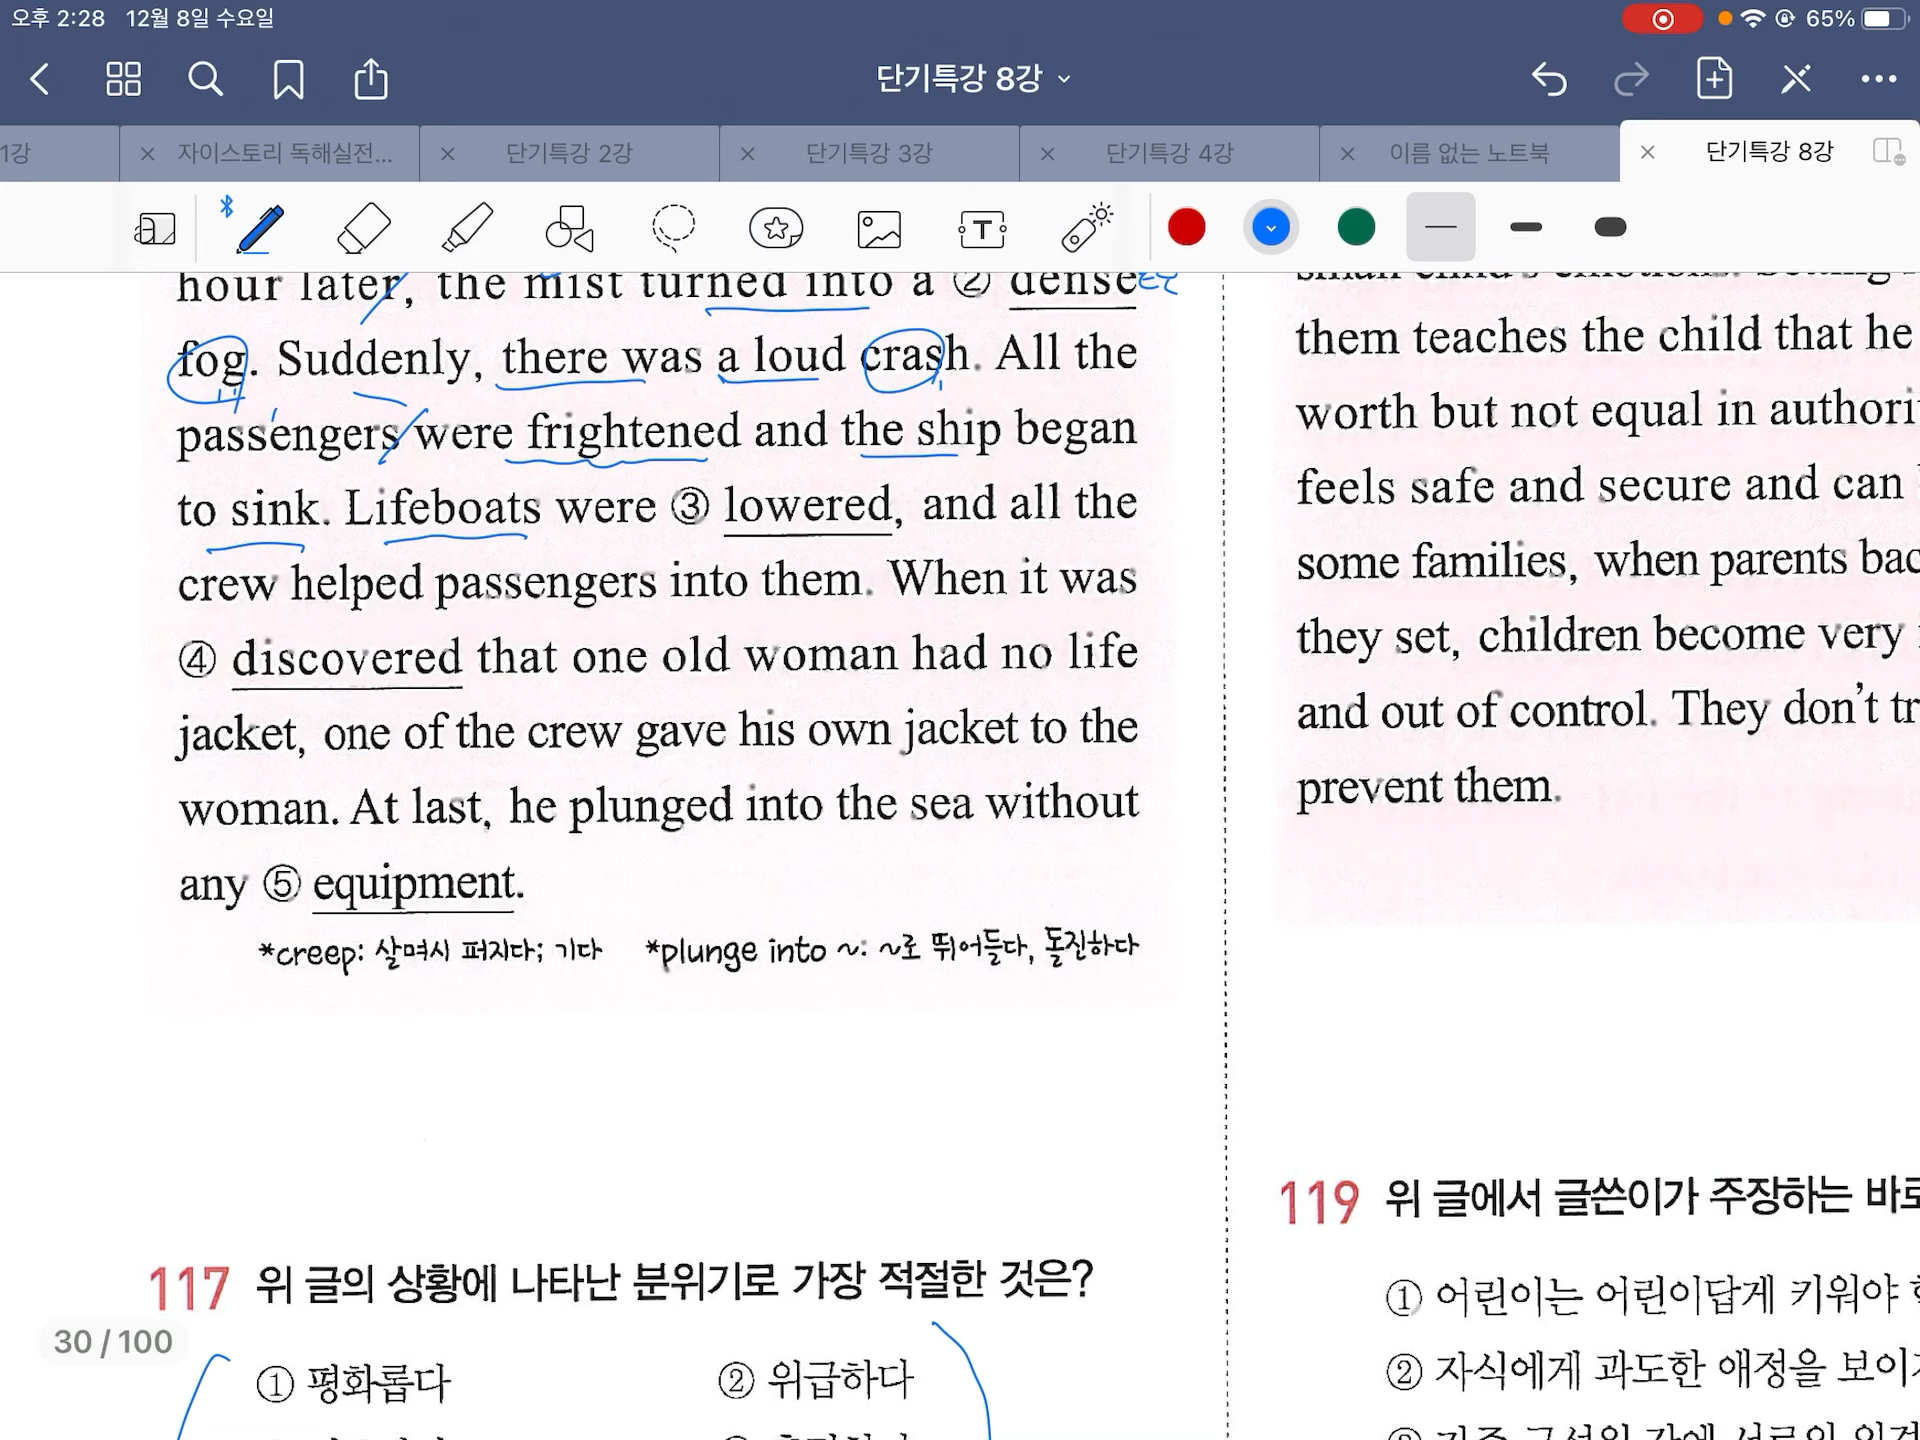 오후 2:28 12월 8일 수요일
65%
단기특강 8강
1강
자이스토리 독해실전...
단기특강 2강
단기특강 3강
단기특강 4강
이름 없는 노트북
단기특강 8강
hour later, the mist turned into a ② dense
fog. Suddenly, there was a loud crash. All the
passengers were frightened and the ship began
to sink. Lifeboats were ③ lowered, and all the
crew helped passengers into them. When it was
④ discovered that one old woman had no life
jacket, one of the crew gave his own jacket to the
woman. At last, he plunged into the sea without
any ⑤ equipment.
*creep: 살며시 퍼지다; 기다 *plunge into ~: ~로 뛰어들다, 돌진하다
117 위 글의 상황에 나타난 분위기로 가장 적절한 것은?
30 / 100
① 평화롭다 ② 위급하다
small child's emotions. Setting
them teaches the child that he
worth but not equal in authori
feels safe and secure and can
some families, when parents bac
they set, children become very
and out of control. They don't tr
prevent them.
119 위 글에서 글쓴이가 주장하는 바로
① 어린이는 어린이답게 키워야
② 자식에게 과도한 애정을 보이